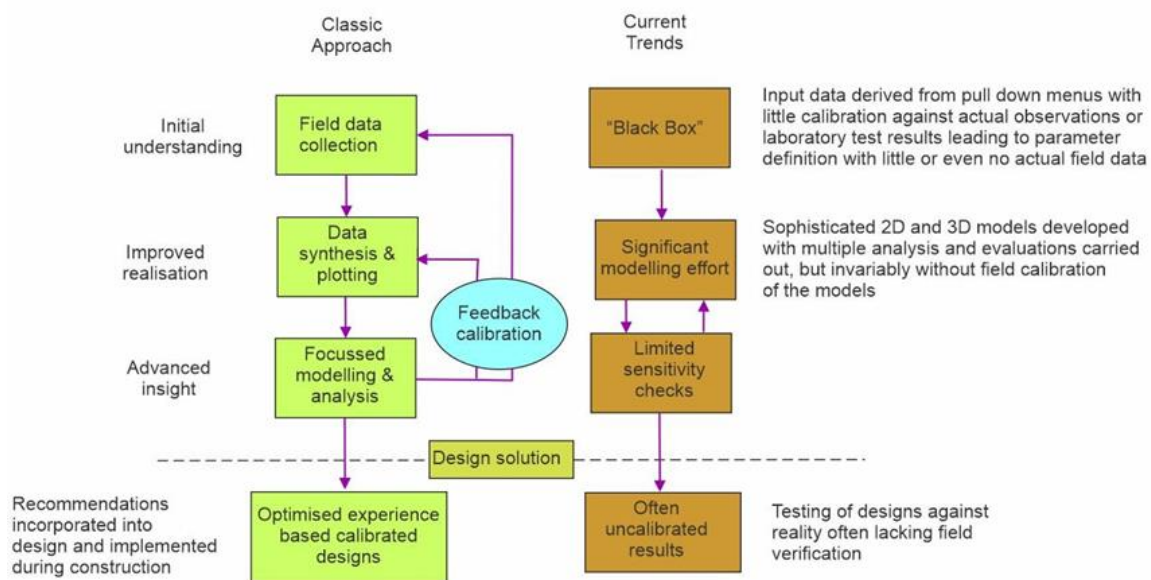 Classic
Approach
Current
Trends
Initial
understanding
Field data
collection
“Black Box”
Input data derived from pull down menus with
little calibration against actual observations or
laboratory test results leading to parameter
definition with little or even no actual field data
Improved
realisation
Data
synthesis &
plotting
Significant
modelling effort
Sophisticated 2D and 3D models developed
with multiple analysis and evaluations carried
out, but invariably without field calibration
of the models
Feedback
calibration
Advanced
insight
Focussed
modelling &
analysis
Limited
sensitivity
checks
Design solution
Recommendations
incorporated into
design and implemented
during construction
Optimised experience
based calibrated
designs
Often
uncalibrated
results
Testing of designs against
reality often lacking field
verification